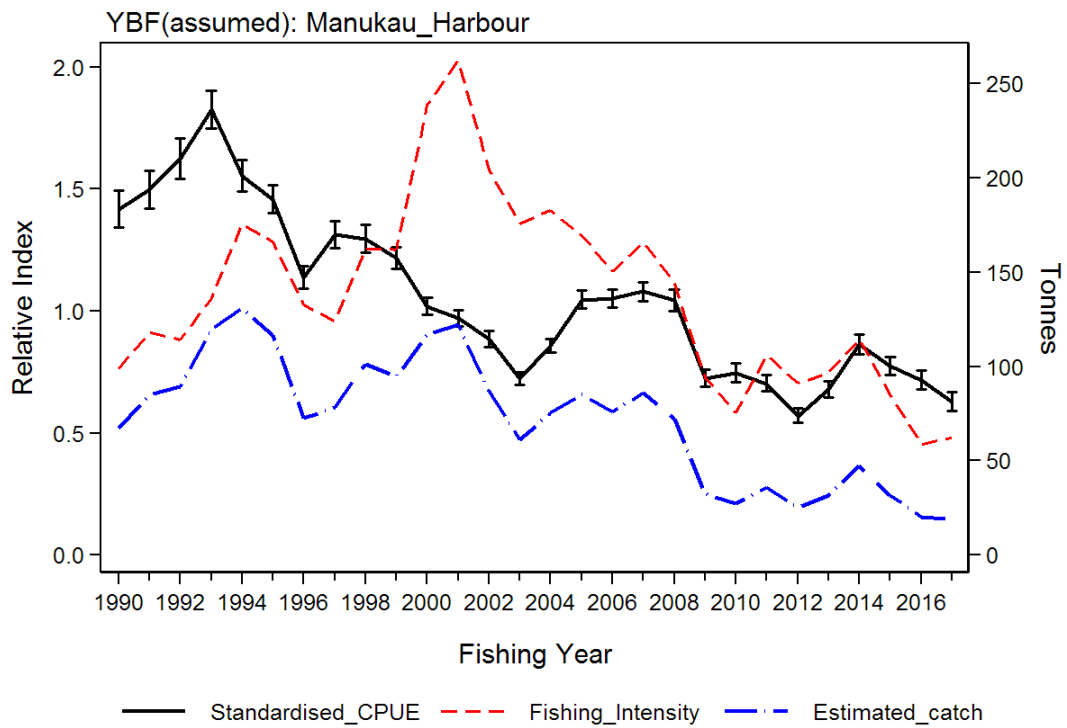 YBF(assumed): Manukau_Harbour
Relative Index
2.0
1.5
1.0
0.5
0.0
250
200
150
100
50
0
Tonnes
1990 1992 1994 1996 1998 2000 2002 2004 2006 2008 2010 2012 2014 2016
Fishing Year
Standardised_CPUE Fishing_Intensity Estimated_catch